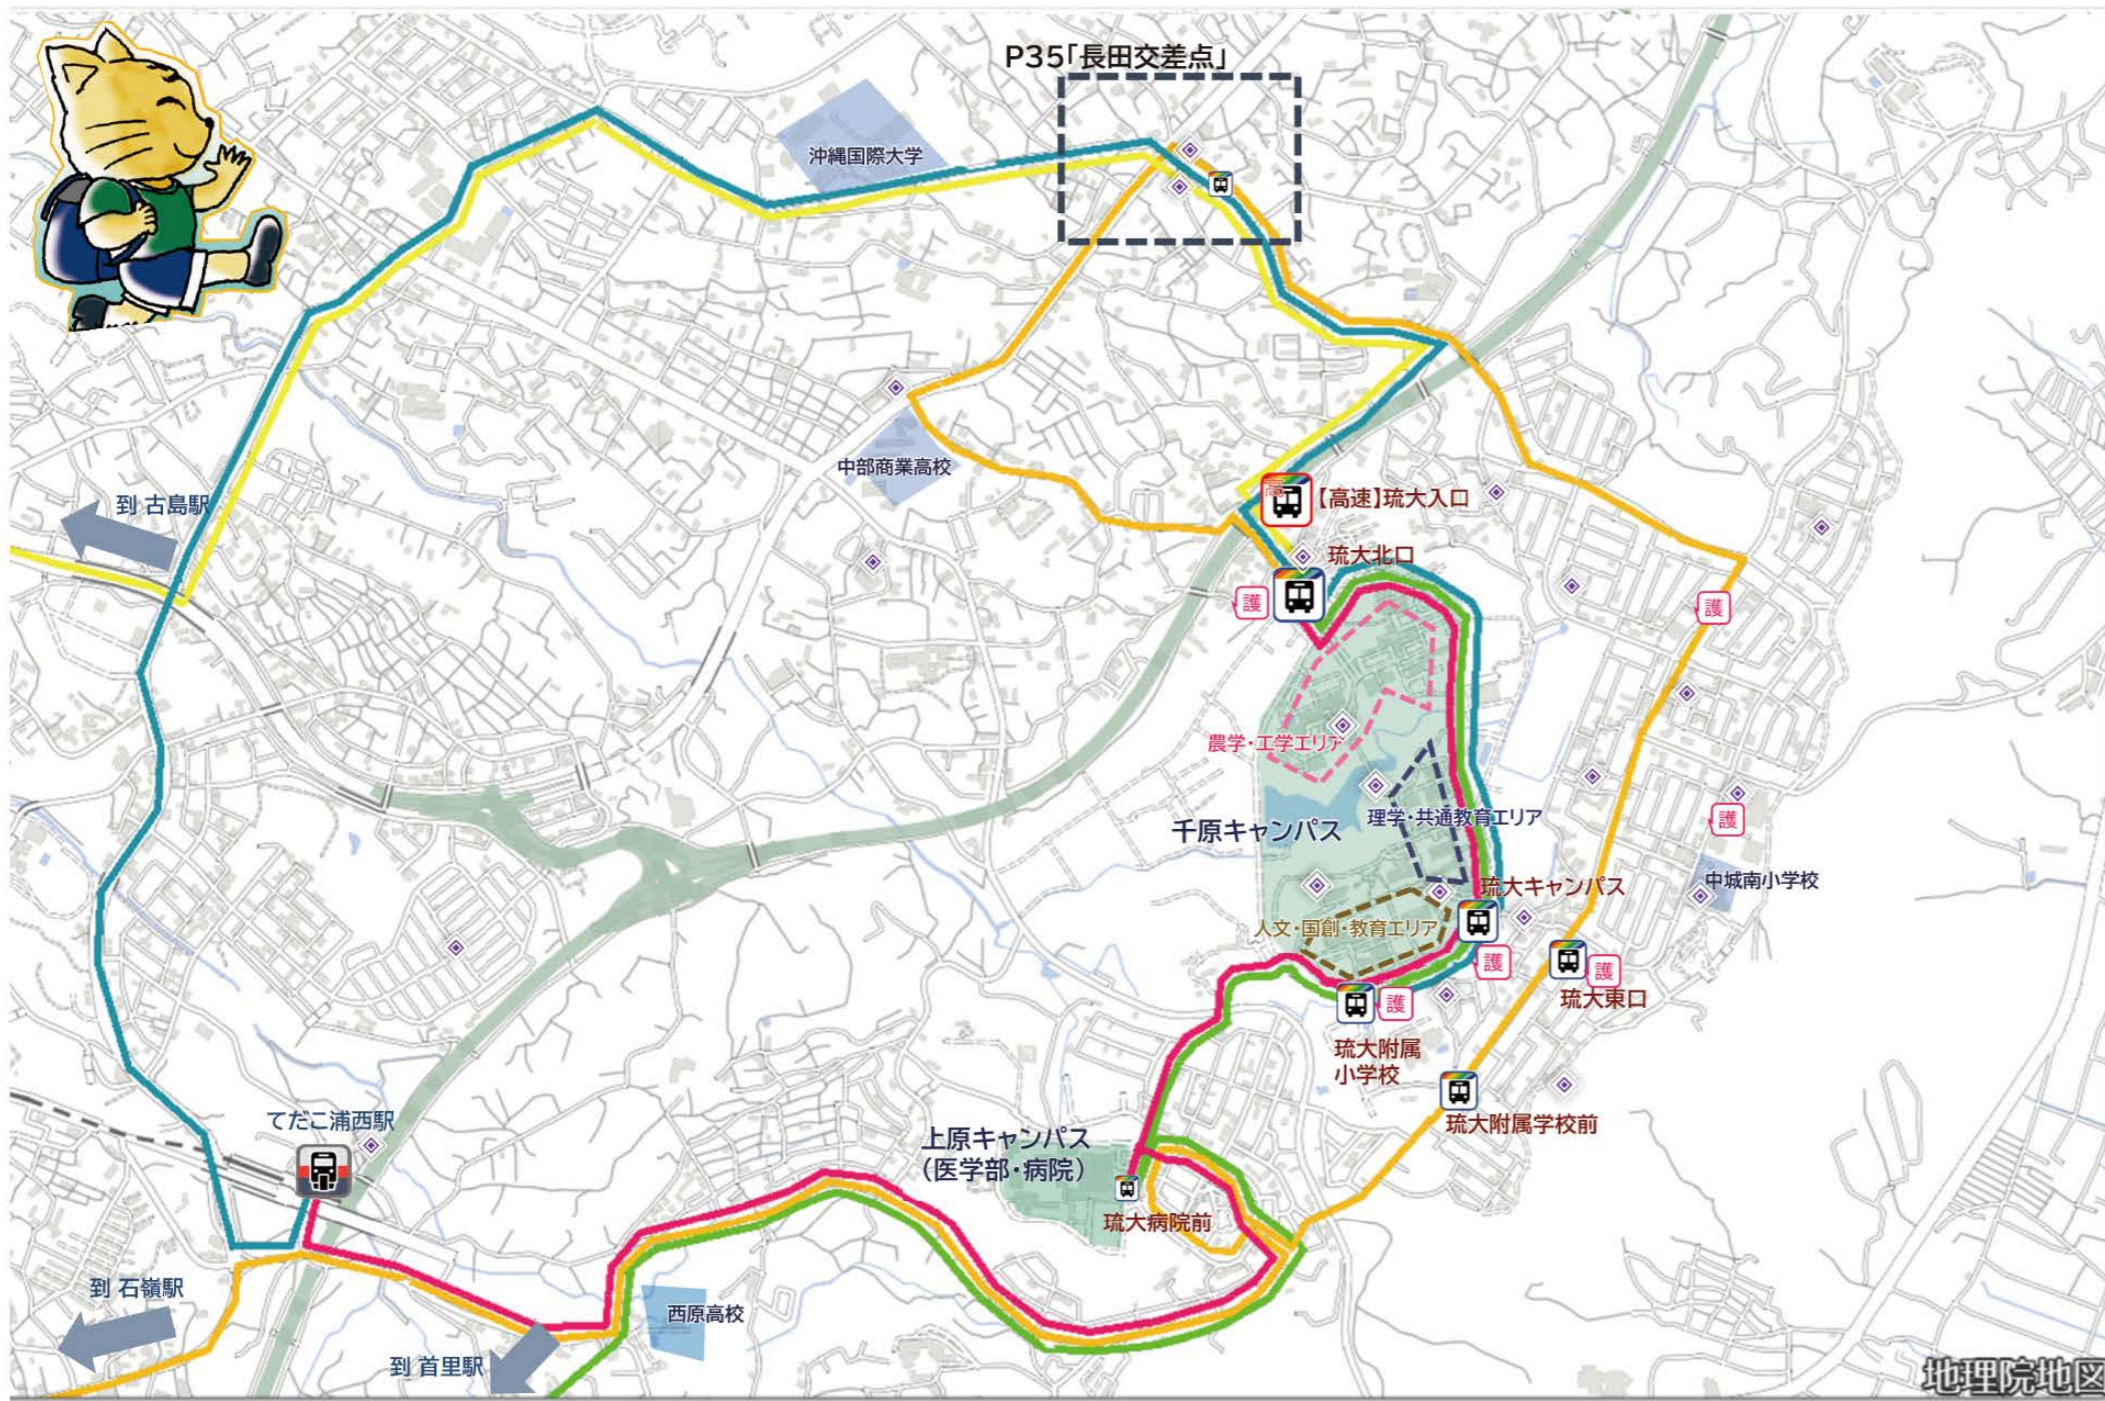 P35「長田交差点」
沖縄国際大学
中部商業高校
到 古島駅
高
【高速】琉大入口
琉大北口
護
護
農学・工学エリア
理学・共通教育エリア
千原キャンパス
護
琉大キャンパス
中城南小学校
人文・国創・教育エリア
護
護
琉大東口
護
琉大附属
小学校
琉大附属学校前
てだこ浦西駅
上原キャンパス
(医学部・病院)
琉大病院前
到 石嶺駅
西原高校
到 首里駅
地理院地図